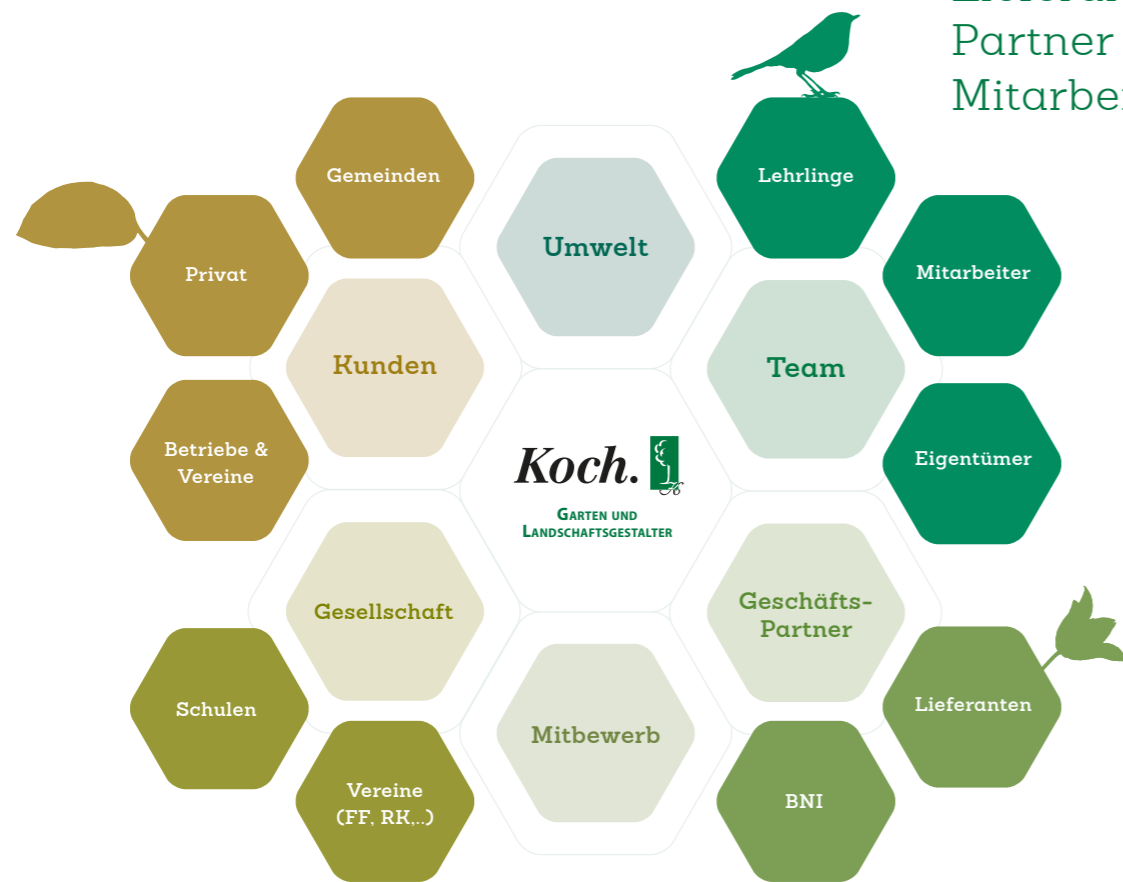 Partner
Gemeinden
Lehrlinge
Umwelt
Privat
Mitarbeiter
Kunden
Team
Betriebe &
Vereine
Eigentümer
Koch.
GARTEN UND
LANDSCHAFTSGESTALTER
Gesellschaft
Geschäfts-
Partner
Schulen
Lieferanten
Mitbewerb
Vereine
(FF, RK,..)
BNI